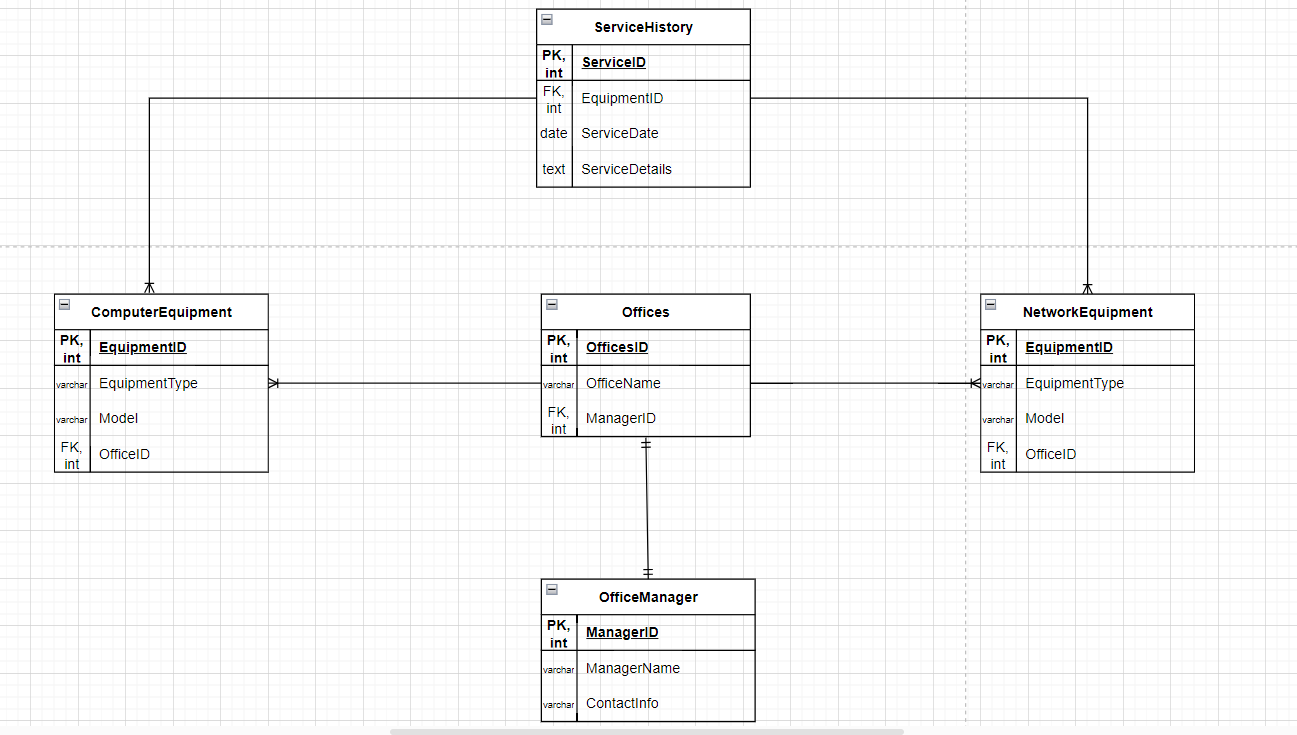 ServiceHistory
PK, int ServiceID
FK, int EquipmentID
date ServiceDate
text ServiceDetails
ComputerEquipment
PK, int EquipmentID
varchar EquipmentType
varchar Model
FK, int OfficeID
Offices
PK, int OfficesID
varchar OfficeName
FK, int ManagerID
NetworkEquipment
PK, int EquipmentID
varchar EquipmentType
varchar Model
FK, int OfficeID
OfficeManager
PK, int ManagerID
varchar ManagerName
varchar ContactInfo